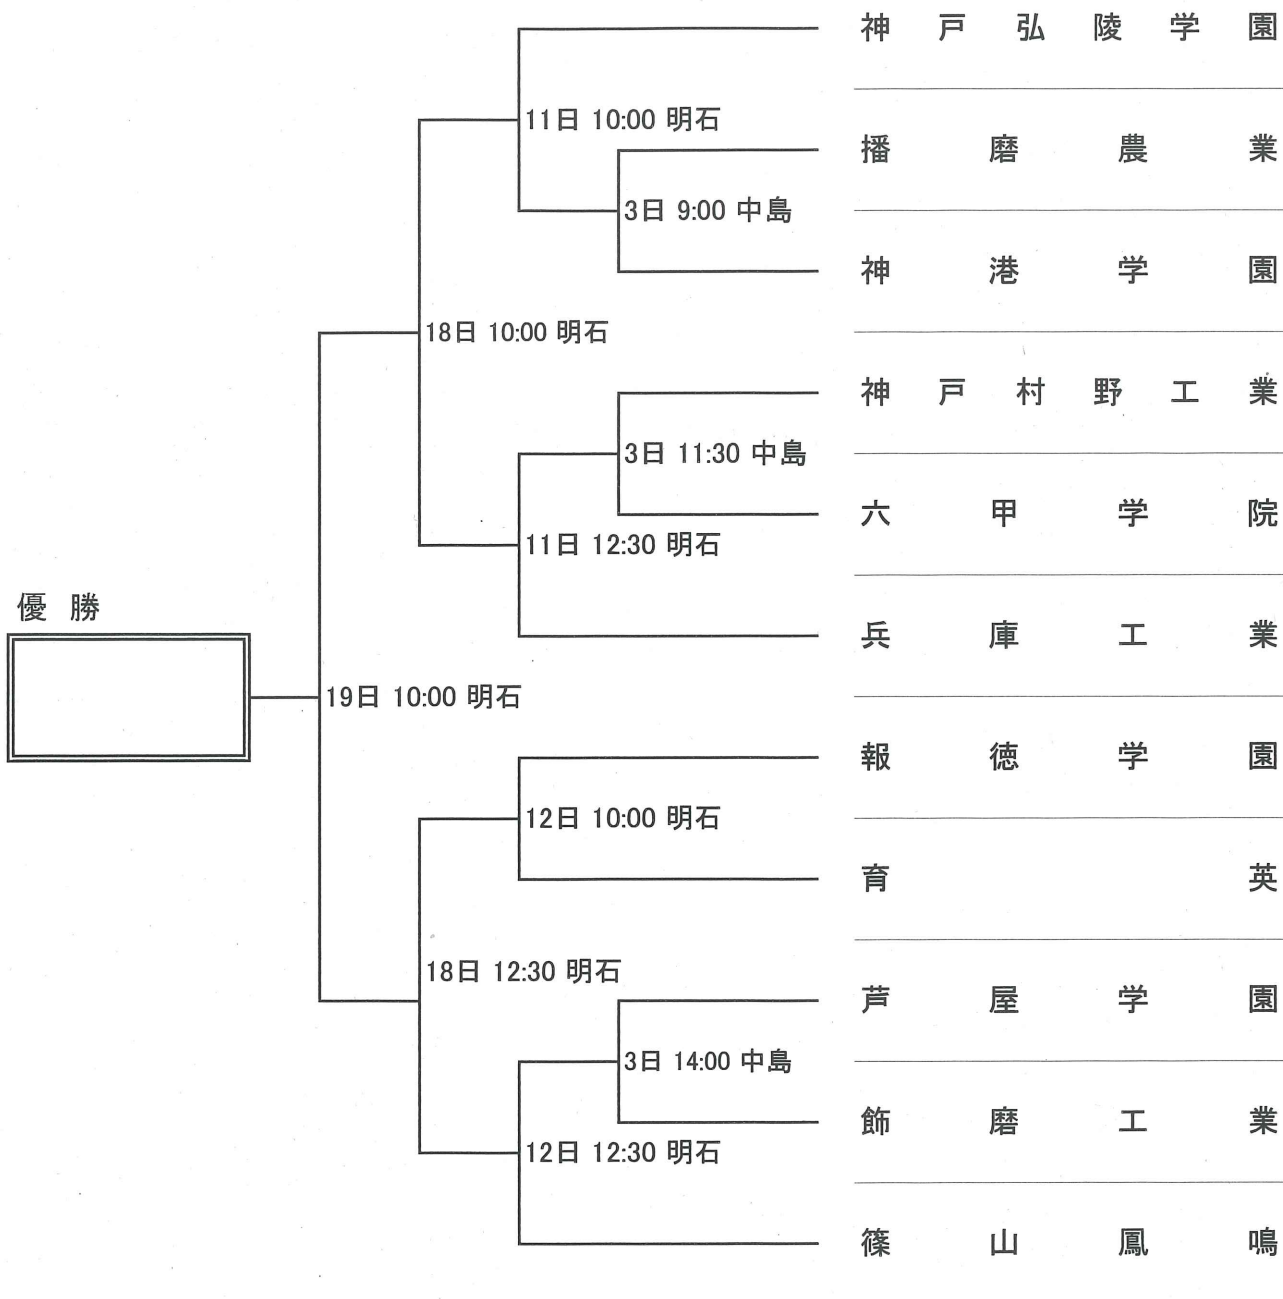 神戸弘陵学園
11日 10:00 明石
播磨農業
3日 9:00 中島
神港学園
18日 10:00 明石
神戸村野工業
3日 11:30 中島
六甲学院
11日 12:30 明石
兵庫工業
優勝
19日 10:00 明石
報徳学園
12日 10:00 明石
育英
18日 12:30 明石
芦屋学園
3日 14:00 中島
飾磨工業
12日 12:30 明石
篠山鳳鳴